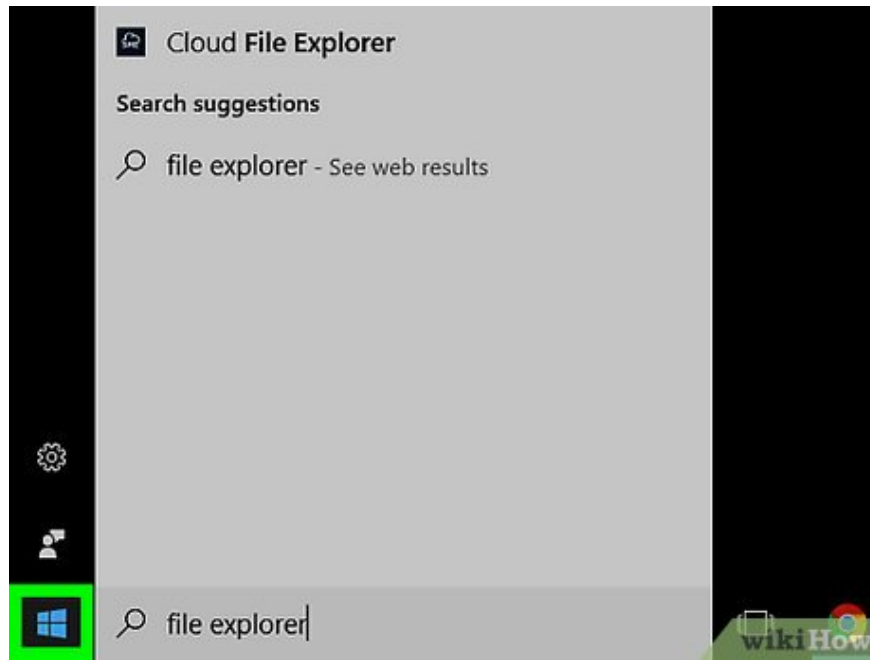 Cloud File Explorer
Search suggestions
file explorer - See web results
file explorer
wikiHow